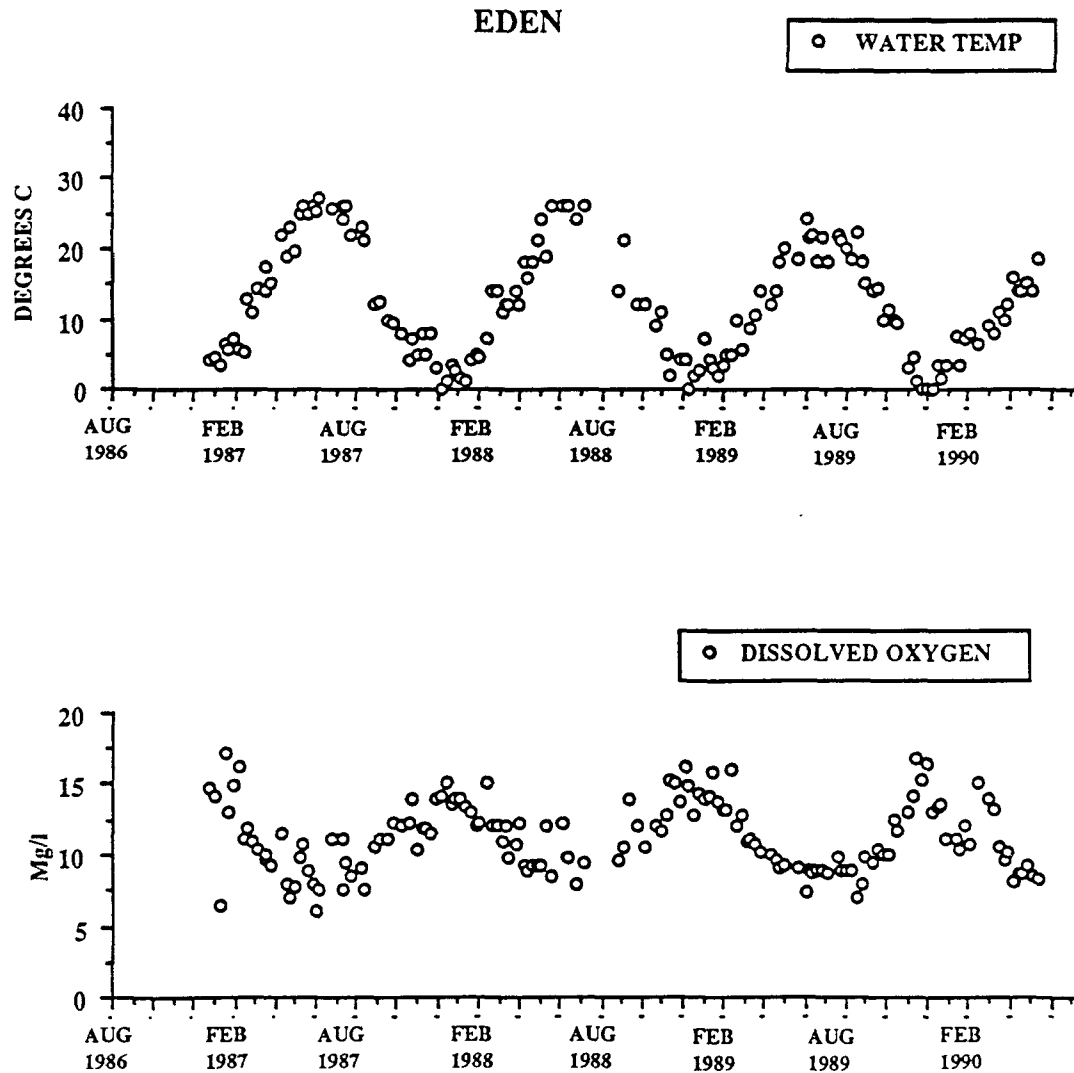 EDEN
WATER TEMP
DEGREES C
40
30
20
10
0
AUG 1986
FEB 1987
AUG 1987
FEB 1988
AUG 1988
FEB 1989
AUG 1989
FEB 1990
DISSOLVED OXYGEN
Mg/l
20
15
10
5
0
AUG 1986
FEB 1987
AUG 1987
FEB 1988
AUG 1988
FEB 1989
AUG 1989
FEB 1990